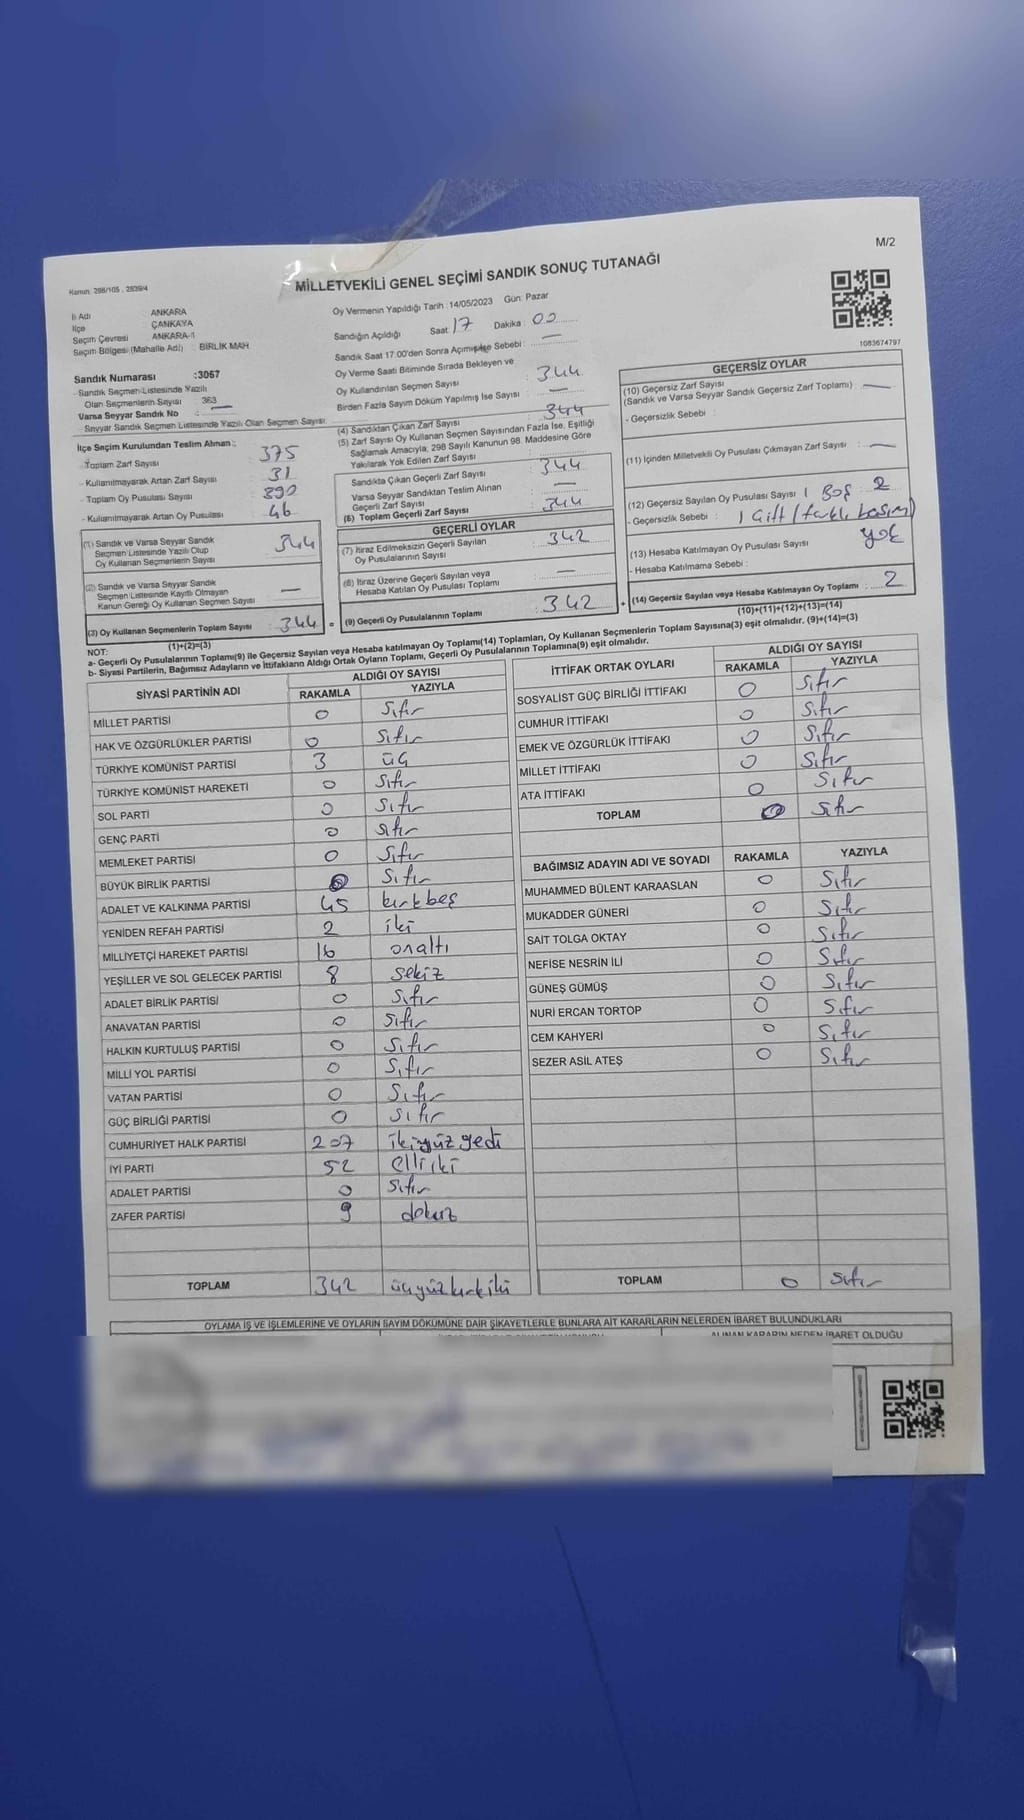 M/2
Kanun: 298/105 , 2839/4
MİLLETVEKİLİ GENEL SEÇİMİ SANDIK SONUÇ TUTANAĞI
1083674797
İl Adı ANKARA
İlçe ÇANKAYA
Seçim Çevresi ANKARA-1
Seçim Bölgesi (Mahalle Adı) : BİRLİK MAH
Sandık Numarası :3067
- Sandık Seçmen Listesinde Yazılı
Olan Seçmenlerin Sayısı 363
Varsa Seyyar Sandık No : —
- Seyyar Sandık Seçmen Listesinde Yazılı Olan Seçmen Sayısı
Oy Vermenin Yapıldığı Tarih : 14/05/2023 Gün: Pazar
Sandığın Açıldığı Saat : 17 Dakika : 00
Sandık Saat 17.00'den Sonra Açılmış İse Sebebi : —
Oy Verme Saati Bitiminde Sırada Bekleyen ve
Oy Kullandırılan Seçmen Sayısı : 344
Birden Fazla Sayım Döküm Yapılmış İse Sayısı : —
İlçe Seçim Kurulundan Teslim Alınan :
Toplam Zarf Sayısı 375
- Kullanılmayarak Artan Zarf Sayısı 31
Toplam Oy Pusulası Sayısı 390
- Kullanılmayarak Artan Oy Pusulası 46
(1) Sandık ve Varsa Seyyar Sandık
Seçmen Listesinde Yazılı Olup
Oy Kullanan Seçmenlerin Sayısı 344
(2) Sandık ve Varsa Seyyar Sandık
Seçmen Listesinde Kayıtlı Olmayan
Kanun Gereği Oy Kullanan Seçmen Sayısı —
(3) Oy Kullanan Seçmenlerin Toplam Sayısı 344
(1)+(2)=(3)
(4) Sandıktan Çıkan Zarf Sayısı : 344
(5) Zarf Sayısı Oy Kullanan Seçmen Sayısından Fazla İse, Eşitliği
Sağlamak Amacıyla, 298 Sayılı Kanunun 98. Maddesine Göre
Yakılarak Yok Edilen Zarf Sayısı
Sandıkta Çıkan Geçerli Zarf Sayısı : 344
Varsa Seyyar Sandıktan Teslim Alınan
Geçerli Zarf Sayısı : —
(6) Toplam Geçerli Zarf Sayısı : 344
GEÇERLİ OYLAR
(7) İtiraz Edilmeksizin Geçerli Sayılan
Oy Pusulalarının Sayısı : 342
(8) İtiraz Üzerine Geçerli Sayılan veya
Hesaba Katılan Oy Pusulası Toplamı : —
(9) Geçerli Oy Pusulalarının Toplamı : 342
GEÇERSİZ OYLAR
(10) Geçersiz Zarf Sayısı
(Sandık ve Varsa Seyyar Sandık Geçersiz Zarf Toplamı) : —
- Geçersizlik Sebebi :
(11) İçinden Milletvekili Oy Pusulası Çıkmayan Zarf Sayısı : —
(12) Geçersiz Sayılan Oy Pusulası Sayısı 1 Boş 2
- Geçersizlik Sebebi : 1 Çift (farklı basım)
(13) Hesaba Katılmayan Oy Pusulası Sayısı yok
- Hesaba Katılmama Sebebi :
(14) Geçersiz Sayılan veya Hesaba Katılmayan Oy Toplamı : 2
(10)+(11)+(12)+(13)=(14)
NOT:
a- Geçerli Oy Pusulalarının Toplamı(9) ile Geçersiz Sayılan veya Hesaba katılmayan Oy Toplamı(14) Toplamları, Oy Kullanan Seçmenlerin Toplam Sayısına(3) eşit olmalıdır. (9)+(14)=(3)
b- Siyasi Partilerin, Bağımsız Adayların ve İttifakların Aldığı Ortak Oyların Toplamı, Geçerli Oy Pusulalarının Toplamına(9) eşit olmalıdır.
SİYASİ PARTİNİN ADI ALDIĞI OY SAYISI
RAKAMLA YAZIYLA
MİLLET PARTİSİ 0 Sıfır
HAK VE ÖZGÜRLÜKLER PARTİSİ 0 Sıfır
TÜRKİYE KOMÜNİST PARTİSİ 3 üç
TÜRKİYE KOMÜNİST HAREKETİ 0 Sıfır
SOL PARTİ 0 Sıfır
GENÇ PARTİ 0 Sıfır
MEMLEKET PARTİSİ 0 Sıfır
BÜYÜK BİRLİK PARTİSİ 0 Sıfır
ADALET VE KALKINMA PARTİSİ 45 kırkbeş
YENİDEN REFAH PARTİSİ 2 iki
MİLLİYETÇİ HAREKET PARTİSİ 16 onaltı
YEŞİLLER VE SOL GELECEK PARTİSİ 8 sekiz
ADALET BİRLİK PARTİSİ 0 Sıfır
ANAVATAN PARTİSİ 0 Sıfır
HALKIN KURTULUŞ PARTİSİ 0 Sıfır
MİLLİ YOL PARTİSİ 0 Sıfır
VATAN PARTİSİ 0 Sıfır
GÜÇ BİRLİĞİ PARTİSİ 0 Sıfır
CUMHURİYET HALK PARTİSİ 207 ikiyüzyedi
İYİ PARTİ 52 elliiki
ADALET PARTİSİ 0 Sıfır
ZAFER PARTİSİ 9 dokuz
TOPLAM 342 üçyüzkırkiki
İTTİFAK ORTAK OYLARI ALDIĞI OY SAYISI
RAKAMLA YAZIYLA
SOSYALİST GÜÇ BİRLİĞİ İTTİFAKI 0 Sıfır
CUMHUR İTTİFAKI 0 Sıfır
EMEK VE ÖZGÜRLÜK İTTİFAKI 0 Sıfır
MİLLET İTTİFAKI 0 Sıfır
ATA İTTİFAKI 0 Sıfır
TOPLAM 0 Sıfır
BAĞIMSIZ ADAYIN ADI VE SOYADI RAKAMLA YAZIYLA
MUHAMMED BÜLENT KARAASLAN 0 Sıfır
MUKADDER GÜNERİ 0 Sıfır
SAİT TOLGA OKTAY 0 Sıfır
NEFİSE NESRİN İLİ 0 Sıfır
GÜNEŞ GÜMÜŞ 0 Sıfır
NURİ ERCAN TORTOP 0 Sıfır
CEM KAHYERİ 0 Sıfır
SEZER ASİL ATEŞ 0 Sıfır
TOPLAM 0 Sıfır
OYLAMA İŞ VE İŞLEMLERİNE VE OYLARIN SAYIM DÖKÜMÜNE DAİR ŞİKAYETLERLE BUNLARA AİT KARARLARIN NELERDEN İBARET BULUNDUKLARI
ALINAN KARARIN NEDEN İBARET OLDUĞU